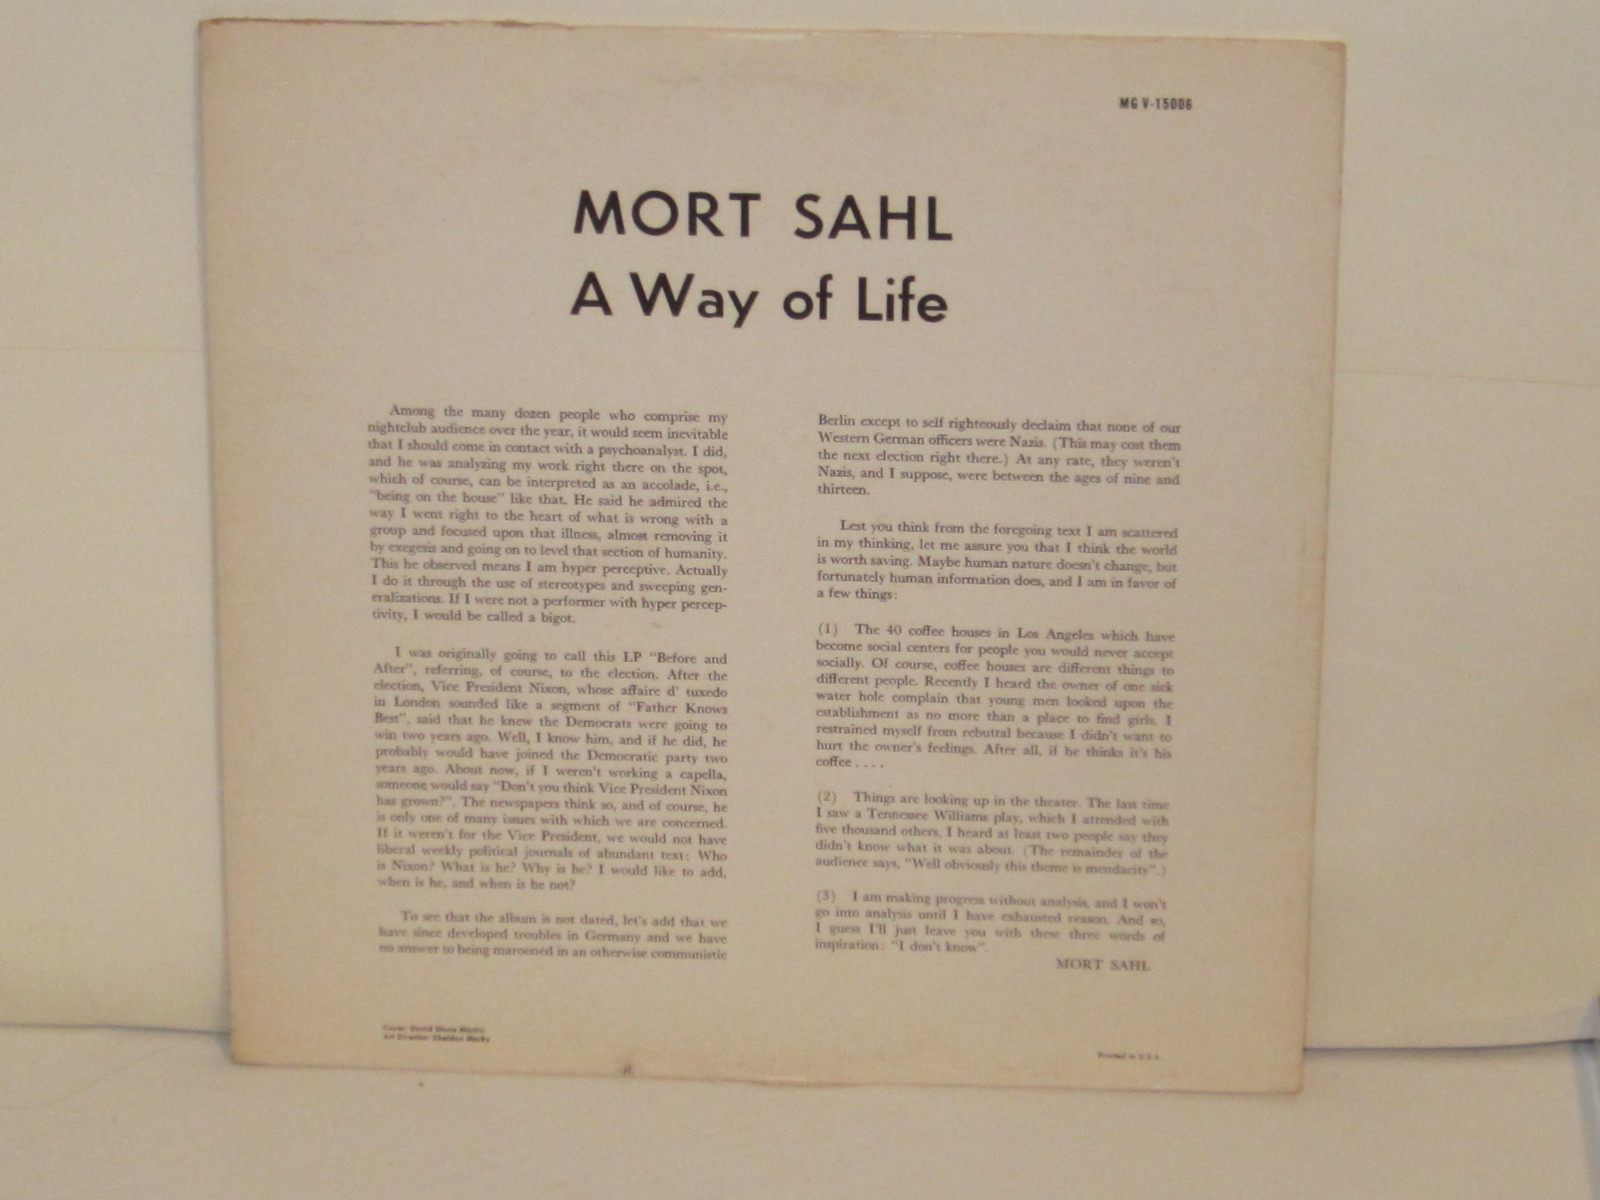 MG V-15006
MORT SAHL
A Way of Life
Among the many dozen people who comprise my
nightclub audience over the year, it would seem inevitable
that I should come in contact with a psychoanalyst. I did,
and he was analyzing my work right there on the spot,
which of course, can be interpreted as an accolade, i.e.,
"being on the house" like that. He said he admired the
way I went right to the heart of what is wrong with a
group and focused upon that illness, almost removing it
by exegesis and going on to level that section of humanity.
This he observed means I am hyper perceptive. Actually
I do it through the use of stereotypes and sweeping gen-
eralizations. If I were not a performer with hyper percep-
tivity, I would be called a bigot.
I was originally going to call this LP "Before and
After", referring, of course, to the election. After the
election, Vice President Nixon, whose affaire d' tuxedo
in London sounded like a segment of "Father Knows
Best", said that he knew the Democrats were going to
win two years ago. Well, I know him, and if he did, he
probably would have joined the Democratic party two
years ago. About now, if I weren't working a capella,
someone would say "Don't you think Vice President Nixon
has grown?". The newspapers think so, and of course, he
is only one of many issues with which we are concerned.
If it weren't for the Vice President, we would not have
liberal weekly political journals of abundant text: Who
is Nixon? What is he? Why is he? I would like to add,
when is he, and when is he not?
To see that the album is not dated, let's add that we
have since developed troubles in Germany and we have
no answer to being marooned in an otherwise communistic
Berlin except to self righteously declaim that none of our
Western German officers were Nazis. (This may cost them
the next election right there.) At any rate, they weren't
Nazis, and I suppose, were between the ages of nine and
thirteen.
Lest you think from the foregoing text I am scattered
in my thinking, let me assure you that I think the world
is worth saving. Maybe human nature doesn't change, but
fortunately human information does, and I am in favor of
a few things:
(1) The 40 coffee houses in Los Angeles which have
become social centers for people you would never accept
socially. Of course, coffee houses are different things to
different people. Recently I heard the owner of one sick
water hole complain that young men looked upon the
establishment as no more than a place to find girls. I
restrained myself from rebuttal because I didn't want to
hurt the owner's feelings. After all, if he thinks it's his
coffee . . . .
(2) Things are looking up in the theater. The last time
I saw a Tennessee Williams play, which I attended with
five thousand others, I heard at least two people say they
didn't know what it was about. (The remainder of the
audience says, "Well obviously this theme is mendacity".)
(3) I am making progress without analysis, and I won't
go into analysis until I have exhausted reason. And so,
I guess I'll just leave you with these three words of
inspiration: "I don't know".
MORT SAHL
Cover: David Stone Martin
Art Director: Sheldon Marks
Printed in U.S.A.